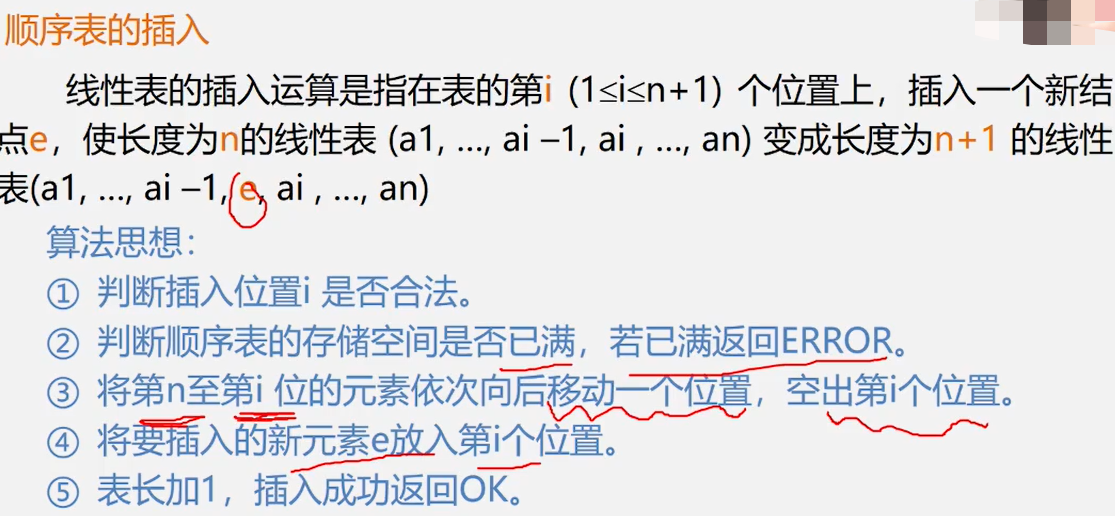 顺序表的插入
线性表的插入运算是指在表的第i (1≤i≤n+1) 个位置上，插入一个新结
点e，使长度为n的线性表 (a1, …, ai –1, ai , …, an) 变成长度为n+1 的线性
表(a1, …, ai –1, e, ai , …, an)
算法思想：
① 判断插入位置i 是否合法。
② 判断顺序表的存储空间是否已满，若已满返回ERROR。
③ 将第n至第i 位的元素依次向后移动一个位置，空出第i个位置。
④ 将要插入的新元素e放入第i个位置。
⑤ 表长加1，插入成功返回OK。